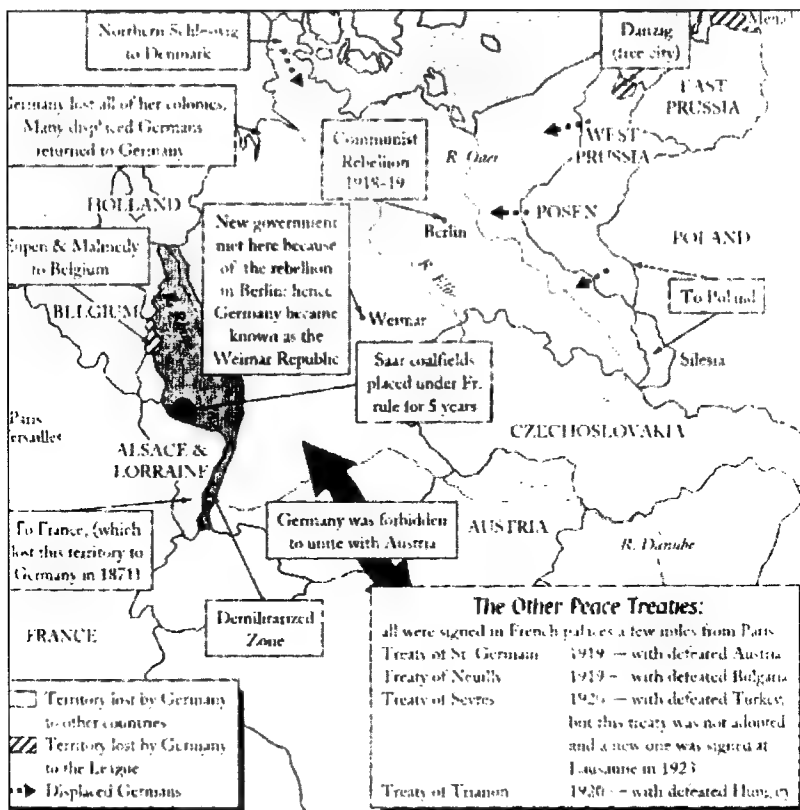 Northern Schleswig
to Denmark
Danzig
(free city)
EAST
PRUSSIA
Germany lost all of her colonies.
Many displaced Germans
returned to Germany
Communist
Rebellion
1918-19
R. Oder
WEST
PRUSSIA
HOLLAND
POSEN
Berlin
POLAND
New government
met here because
of the rebellion
in Berlin: hence
Germany became
known as the
Weimar Republic
Eupen & Malmedy
to Belgium
R. Elbe
To Poland
BELGIUM
Weimar
Silesia
Saar coalfields
placed under Fr.
rule for 5 years
Paris
CZECHOSLOVAKIA
ALSACE &
LORRAINE
To France, (which
lost this territory to
Germany in 1871)
Germany was forbidden
to unite with Austria
AUSTRIA
R. Danube
Demilitarized
Zone
FRANCE
The Other Peace Treaties:
all were signed in French palaces a few miles from Paris
Treaty of St. Germain 1919 — with defeated Austria
Treaty of Neuilly 1919 — with defeated Bulgaria
Treaty of Sevres 1920 — with defeated Turkey,
but this treaty was not adopted
and a new one was signed at
Lausanne in 1923
Treaty of Trianon 1920 — with defeated Hungary
Territory lost by Germany
to other countries
Territory lost by Germany
to the League
Displaced Germans